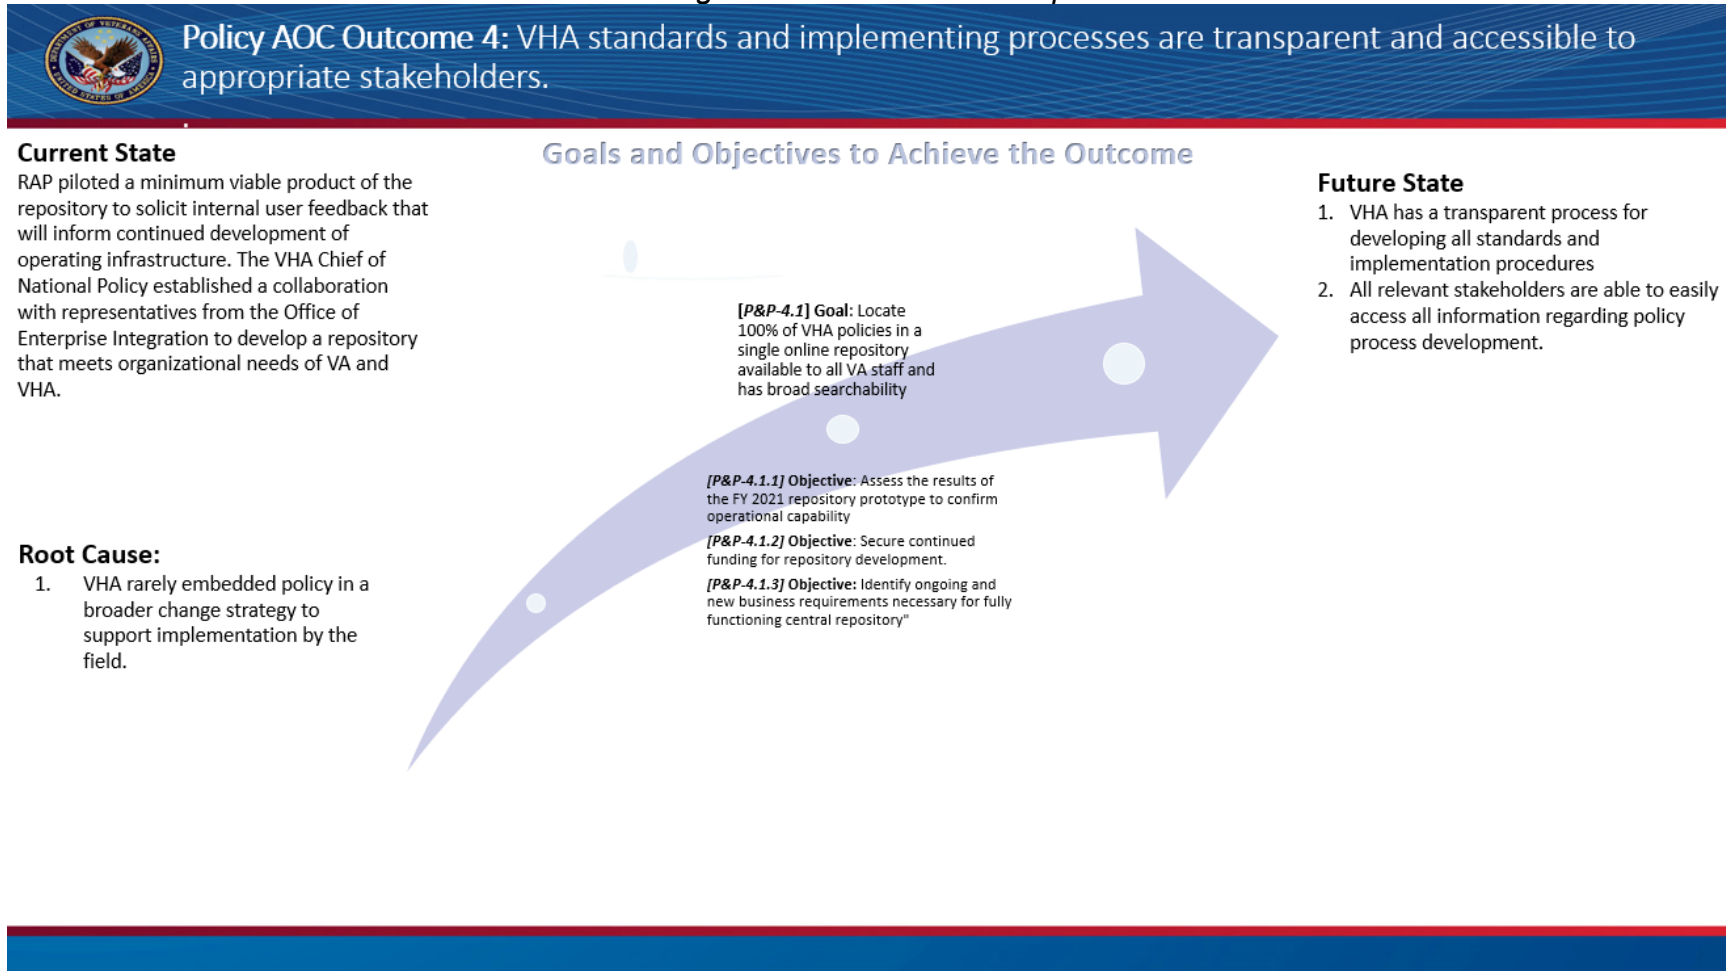 Policy AOC Outcome 4: VHA standards and implementing processes are transparent and accessible to
appropriate stakeholders.
.
Current State
RAP piloted a minimum viable product of the
repository to solicit internal user feedback that
will inform continued development of
operating infrastructure. The VHA Chief of
National Policy established a collaboration
with representatives from the Office of
Enterprise Integration to develop a repository
that meets organizational needs of VA and
VHA.
Root Cause:
1. VHA rarely embedded policy in a
broader change strategy to
support implementation by the
field.
Goals and Objectives to Achieve the Outcome
[P&P-4.1] Goal: Locate
100% of VHA policies in a
single online repository
available to all VA staff and
has broad searchability
[P&P-4.1.1] Objective: Assess the results of
the FY 2021 repository prototype to confirm
operational capability
[P&P-4.1.2] Objective: Secure continued
funding for repository development.
[P&P-4.1.3] Objective: Identify ongoing and
new business requirements necessary for fully
functioning central repository"
Future State
1. VHA has a transparent process for
developing all standards and
implementation procedures
2. All relevant stakeholders are able to easily
access all information regarding policy
process development.